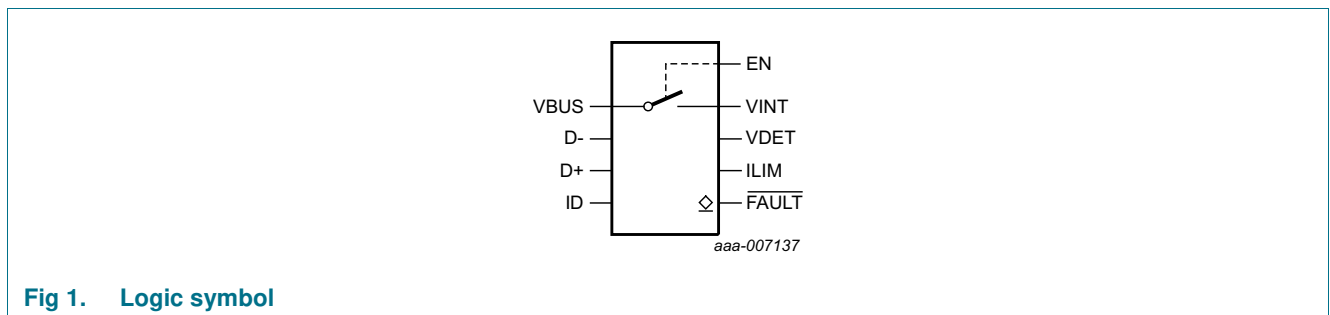 EN
VBUS
VINT
D-
VDET
D+
ILIM
ID
FAULT
aaa-007137
Fig 1. Logic symbol